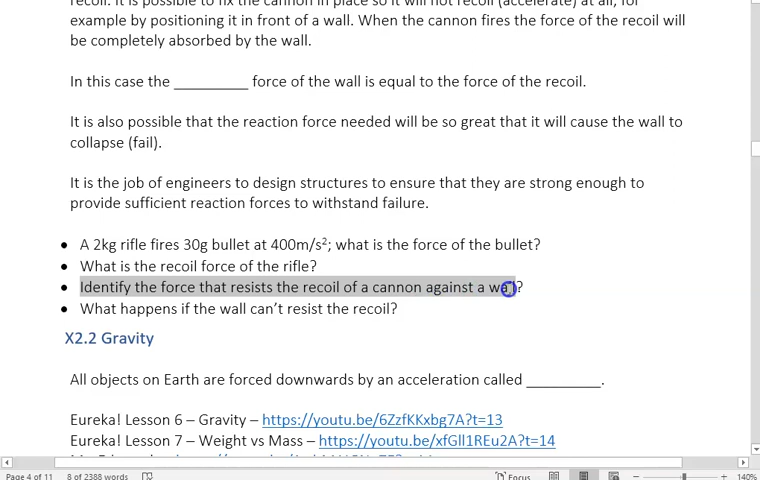 recoil. It is possible to fix the cannon in place so it will not recoil (accelerate) at all, for
example by positioning it in front of a wall. When the cannon fires the force of the recoil will
be completely absorbed by the wall.
In this case the _________ force of the wall is equal to the force of the recoil.
It is also possible that the reaction force needed will be so great that it will cause the wall to
collapse (fail).
It is the job of engineers to design structures to ensure that they are strong enough to
provide sufficient reaction forces to withstand failure.
• A 2kg rifle fires 30g bullet at 400m/s²; what is the force of the bullet?
• What is the recoil force of the rifle?
• Identify the force that resists the recoil of a cannon against a wall?
• What happens if the wall can't resist the recoil?
X2.2 Gravity
All objects on Earth are forced downwards by an acceleration called _________.
Eureka! Lesson 6 – Gravity – https://youtu.be/6ZzfKKxbg7A?t=13
Eureka! Lesson 7 – Weight vs Mass – https://youtu.be/xfGll1REu2A?t=14
Page 4 of 11 8 of 2388 words Focus 140%